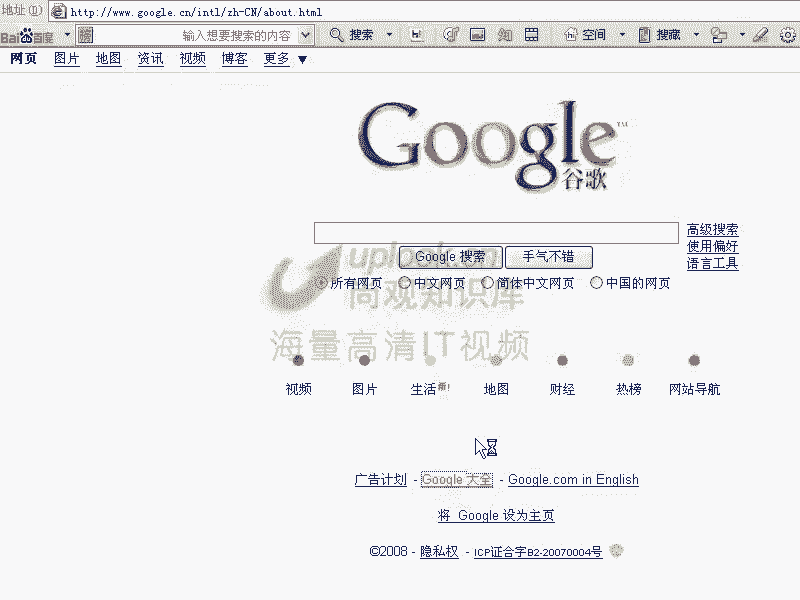 地址(D) http://www.google.cn/intl/zh-CN/about.html
Bai百度 输入想要搜索的内容 搜索 空间 搜藏
网页 图片 地图 资讯 视频 博客 更多 ▼
Google™
谷歌
高级搜索
使用偏好
语言工具
Google 搜索 手气不错
所有网页 中文网页 简体中文网页 中国的网页
uplook.cn
尚观知识库
海量高清IT视频
视频 图片 生活新! 地图 财经 热榜 网站导航
广告计划 - Google 大全 - Google.com in English
将 Google 设为主页
©2008 - 隐私权 - ICP证合字B2-20070004号